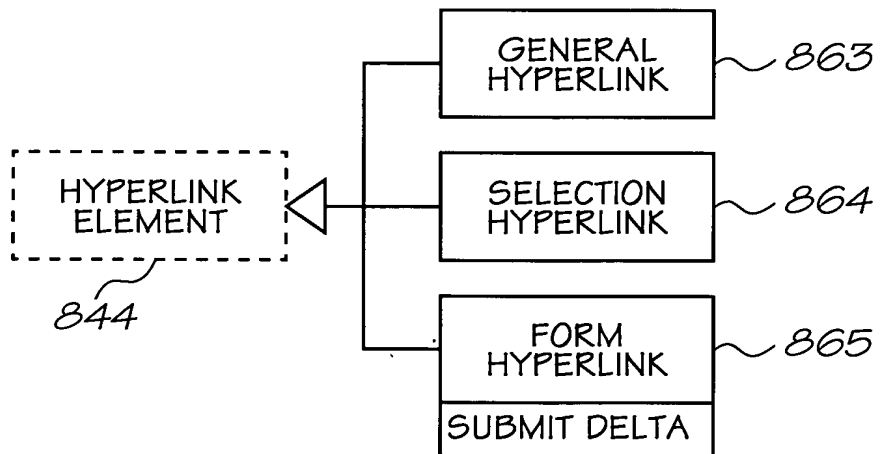 GENERAL
HYPERLINK
863
HYPERLINK
ELEMENT
844
SELECTION
HYPERLINK
864
FORM
HYPERLINK
865
SUBMIT DELTA